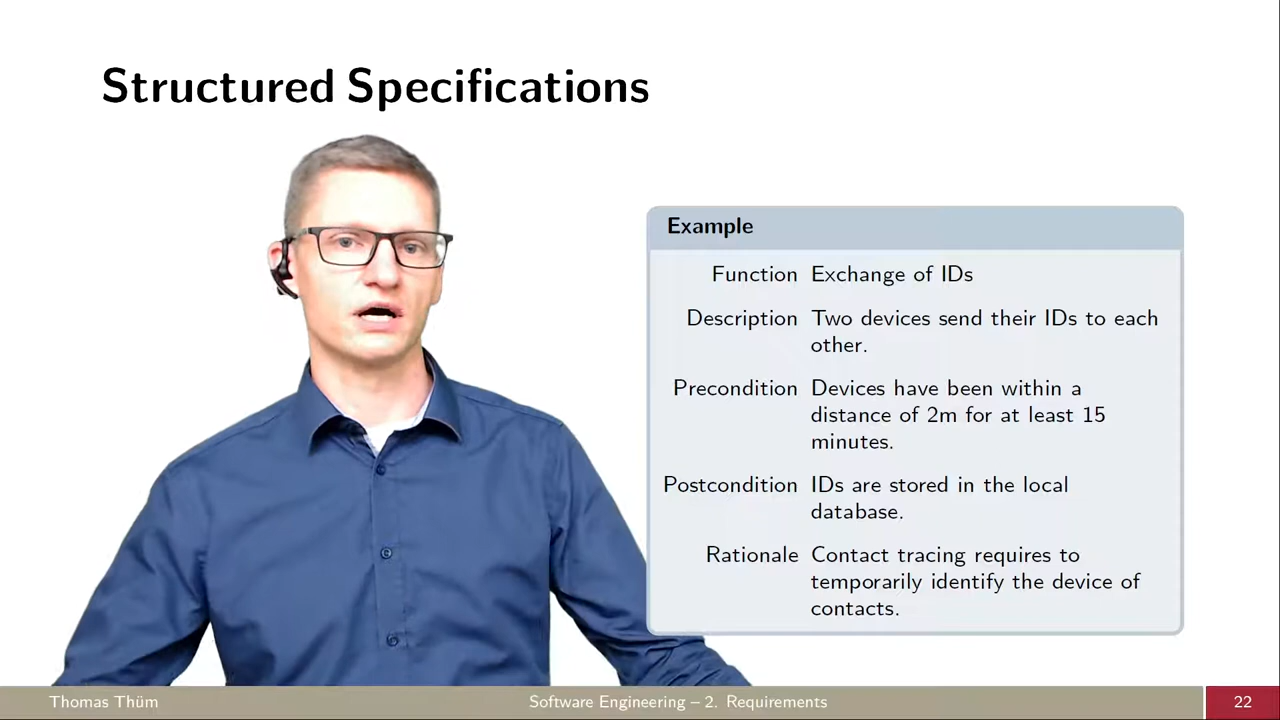 Structured Specifications
Example
Function Exchange of IDs
Description Two devices send their IDs to each
other.
Precondition Devices have been within a
distance of 2m for at least 15
minutes.
Postcondition IDs are stored in the local
database.
Rationale Contact tracing requires to
temporarily identify the device of
contacts.
Thomas Thüm Software Engineering – 2. Requirements 22